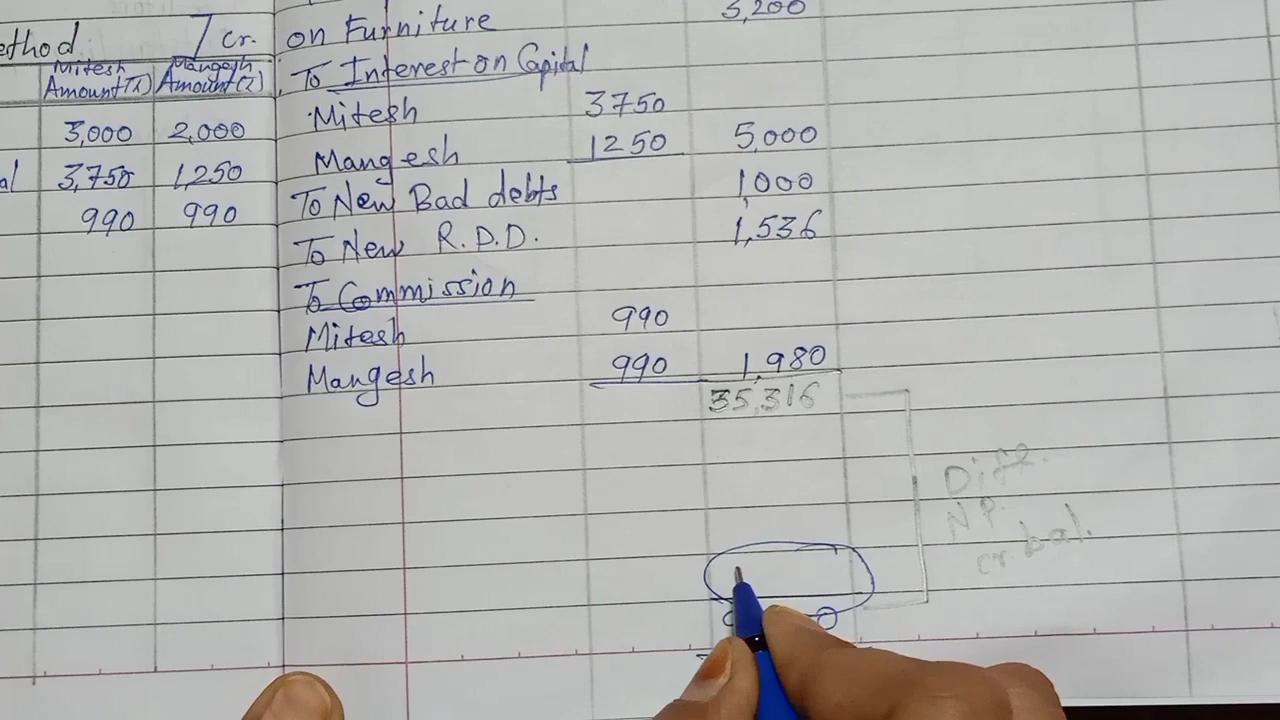 ethod
Cr.
Mitesh Mangesh
Amount(₹) Amount(₹)
3,000 2,000
al 3,750 1,250
990 990
on Furniture 3,200
To Interest on Capital
Mitesh 3750
Mangesh 1250 5,000
To New Bad debts 1,000
To New R.D.D. 1,536
To Commission
Mitesh 990
Mangesh 990 1,980
35,316
Diff.
NP.
cr. bal.